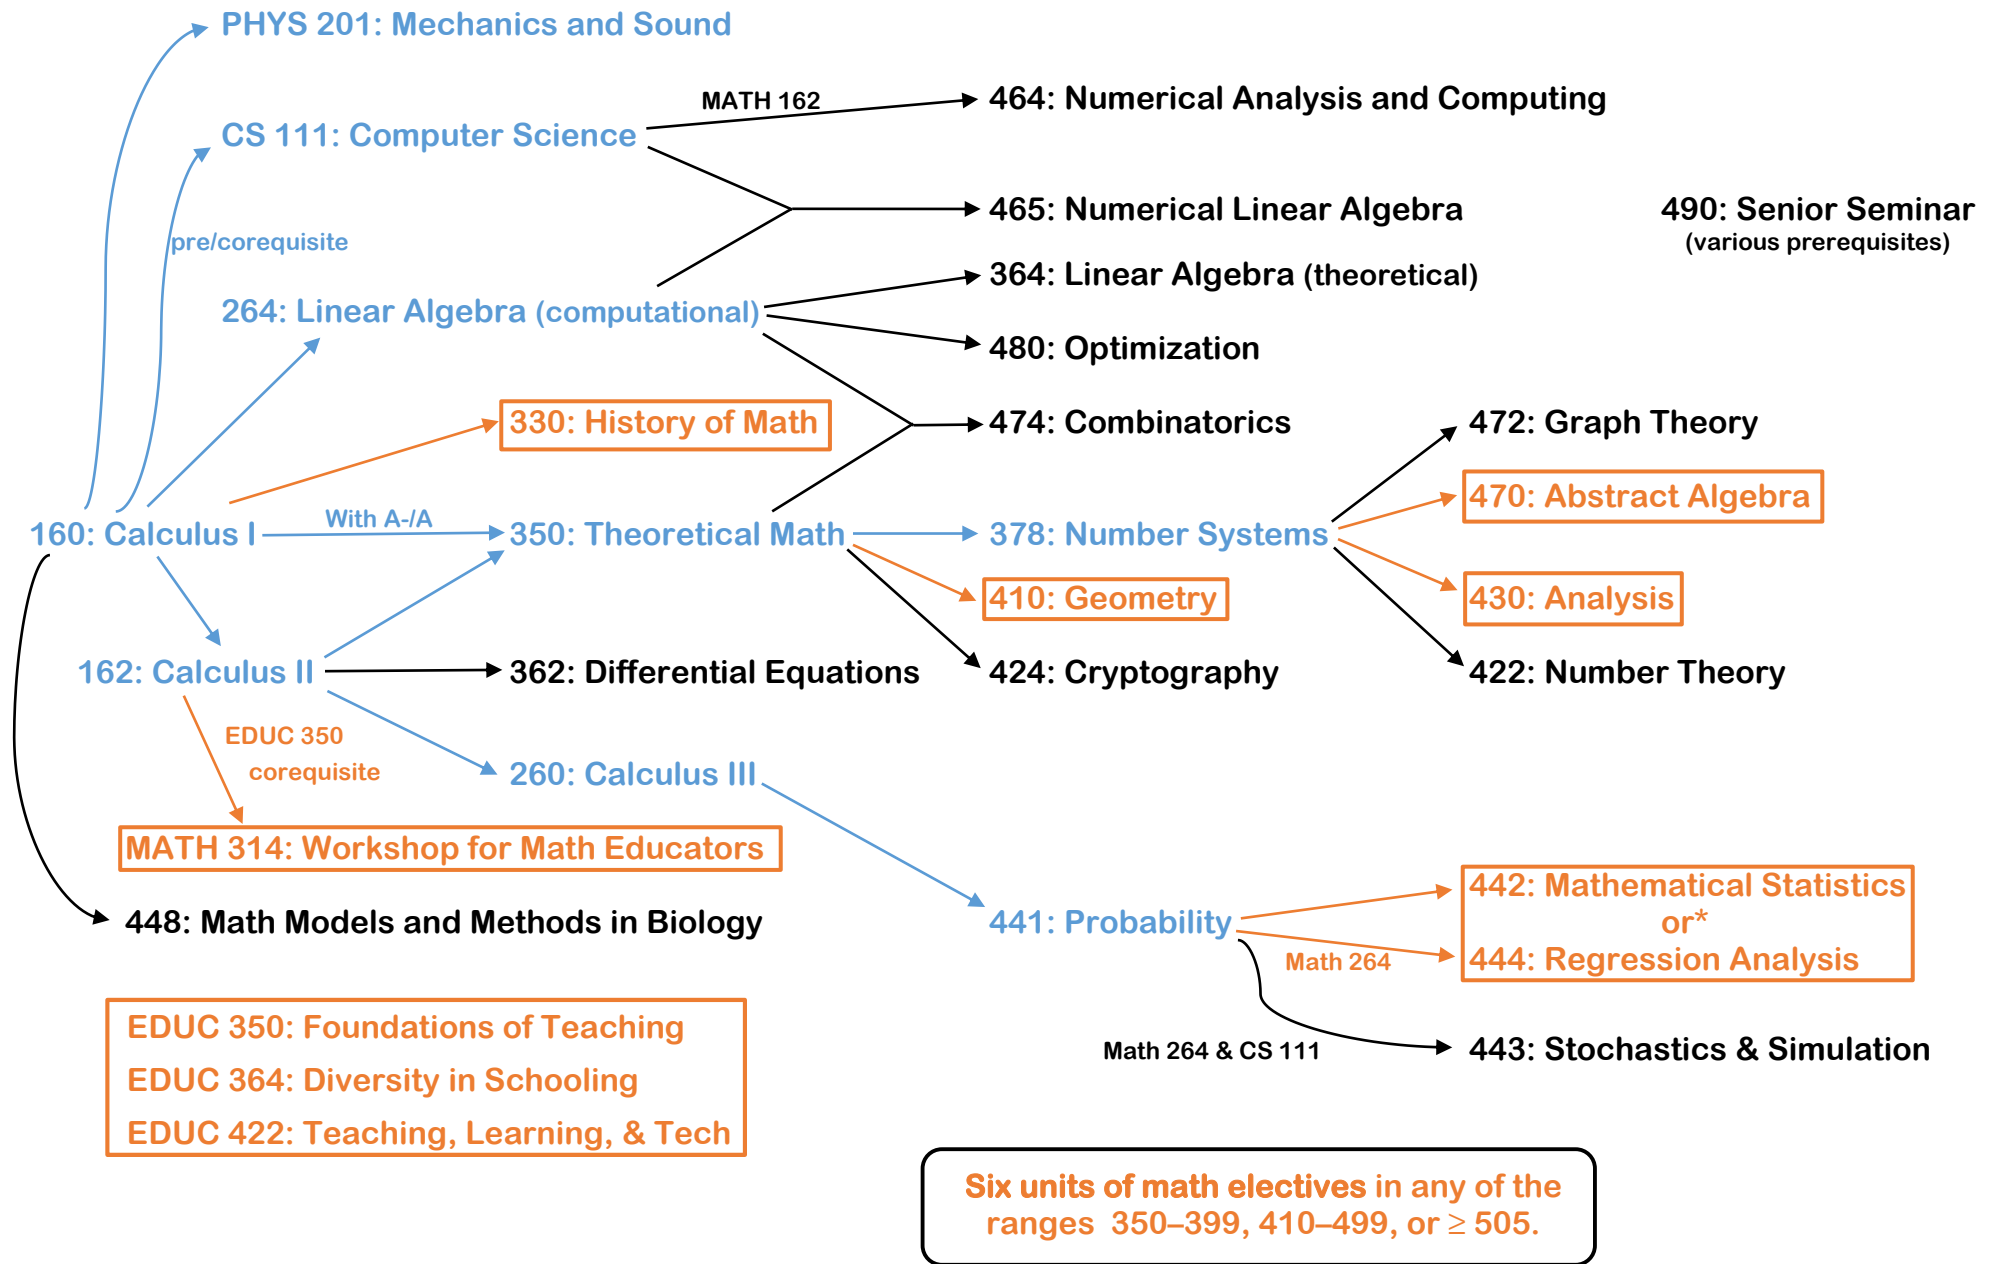 PHYS 201: Mechanics and Sound
MATH 162
464: Numerical Analysis and Computing
CS 111: Computer Science
465: Numerical Linear Algebra
490: Senior Seminar
(various prerequisites)
pre/corequisite
364: Linear Algebra (theoretical)
264: Linear Algebra (computational)
480: Optimization
330: History of Math
474: Combinatorics
472: Graph Theory
470: Abstract Algebra
With A-/A
160: Calculus I
350: Theoretical Math
378: Number Systems
410: Geometry
430: Analysis
162: Calculus II
362: Differential Equations
424: Cryptography
422: Number Theory
EDUC 350
corequisite
260: Calculus III
MATH 314: Workshop for Math Educators
442: Mathematical Statistics
or*
444: Regression Analysis
448: Math Models and Methods in Biology
441: Probability
Math 264
EDUC 350: Foundations of Teaching
EDUC 364: Diversity in Schooling
EDUC 422: Teaching, Learning, & Tech
Math 264 & CS 111
443: Stochastics & Simulation
Six units of math electives in any of the
ranges 350–399, 410–499, or ≥ 505.